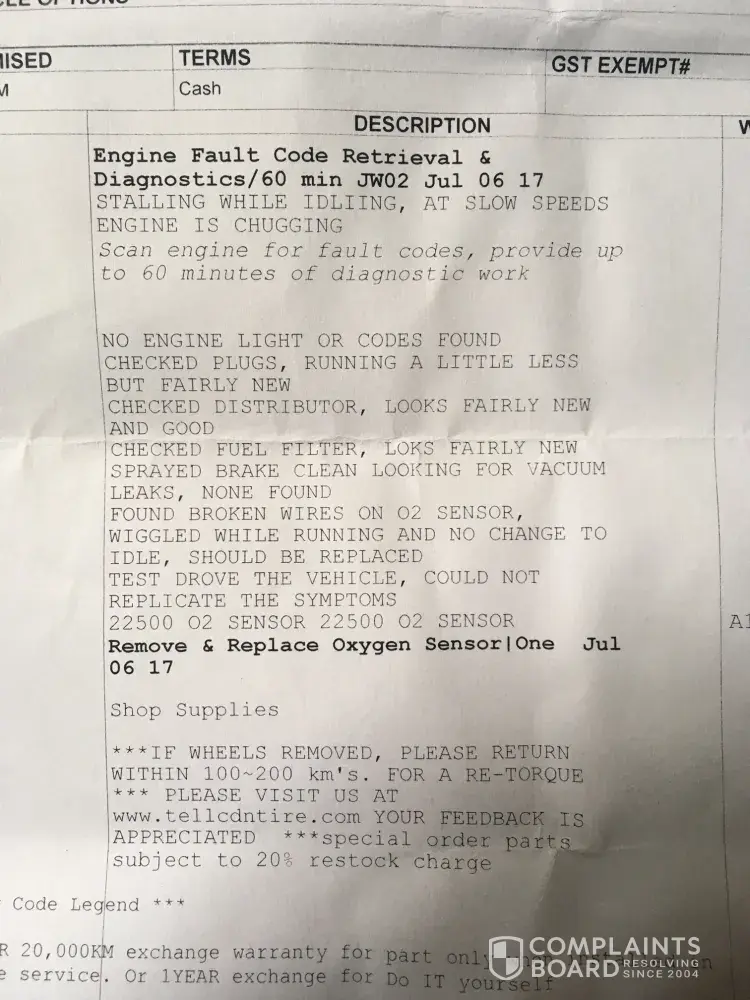 OPTIONS
MISED TERMS GST EXEMPT#
M Cash
DESCRIPTION W
Engine Fault Code Retrieval &
Diagnostics/60 min JW02 Jul 06 17
STALLING WHILE IDLIING, AT SLOW SPEEDS
ENGINE IS CHUGGING
Scan engine for fault codes, provide up
to 60 minutes of diagnostic work
NO ENGINE LIGHT OR CODES FOUND
CHECKED PLUGS, RUNNING A LITTLE LESS
BUT FAIRLY NEW
CHECKED DISTRIBUTOR, LOOKS FAIRLY NEW
AND GOOD
CHECKED FUEL FILTER, LOKS FAIRLY NEW
SPRAYED BRAKE CLEAN LOOKING FOR VACUUM
LEAKS, NONE FOUND
FOUND BROKEN WIRES ON O2 SENSOR,
WIGGLED WHILE RUNNING AND NO CHANGE TO
IDLE, SHOULD BE REPLACED
TEST DROVE THE VEHICLE, COULD NOT
REPLICATE THE SYMPTOMS
22500 O2 SENSOR 22500 O2 SENSOR A1
Remove & Replace Oxygen Sensor|One Jul
06 17
Shop Supplies
***IF WHEELS REMOVED, PLEASE RETURN
WITHIN 100~200 km's. FOR A RE-TORQUE
*** PLEASE VISIT US AT
www.tellcdntire.com YOUR FEEDBACK IS
APPRECIATED ***special order parts
subject to 20% restock charge
Code Legend ***
R 20,000KM exchange warranty for part only
e service. Or 1YEAR exchange for Do IT yourself
COMPLAINTS
BOARD RESOLVING SINCE 2004